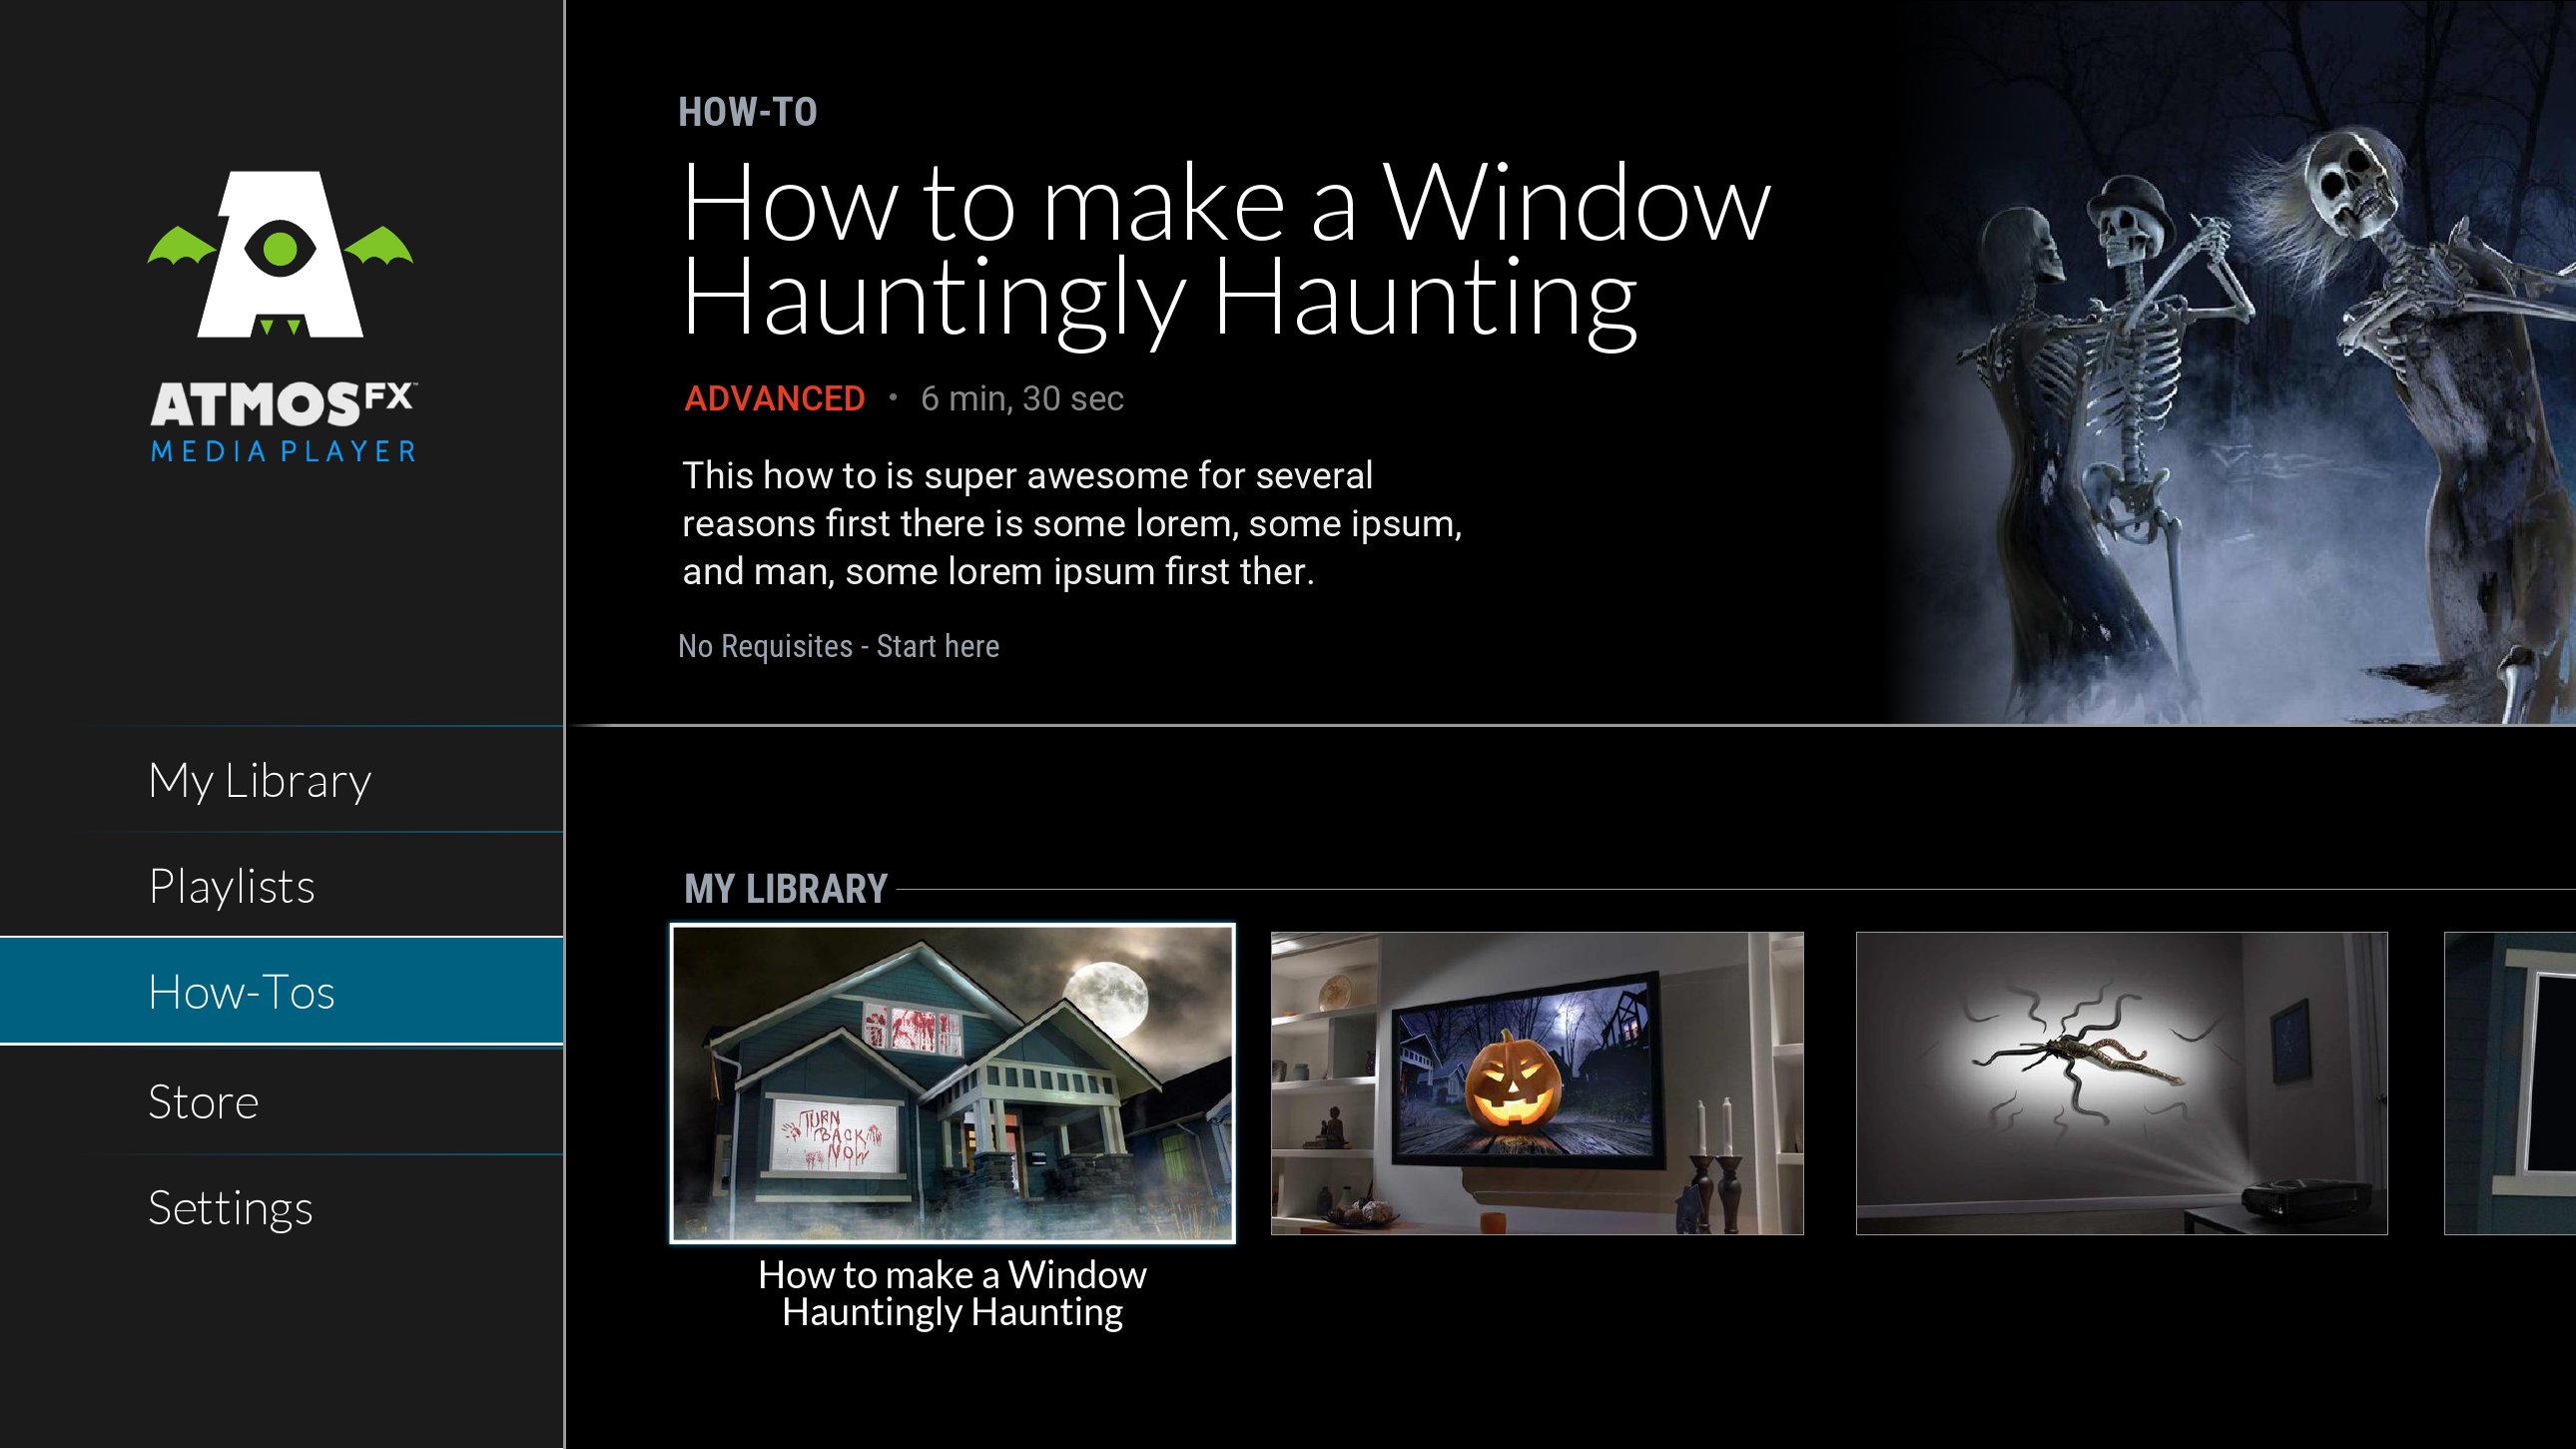 ATMOSFX™
MEDIA PLAYER
My Library
Playlists
How-Tos
Store
Settings
HOW-TO
How to make a Window
Hauntingly Haunting
ADVANCED • 6 min, 30 sec
This how to is super awesome for several
reasons first there is some lorem, some ipsum,
and man, some lorem ipsum first ther.
No Requisites - Start here
MY LIBRARY
TURN
BACK
NOW
How to make a Window
Hauntingly Haunting